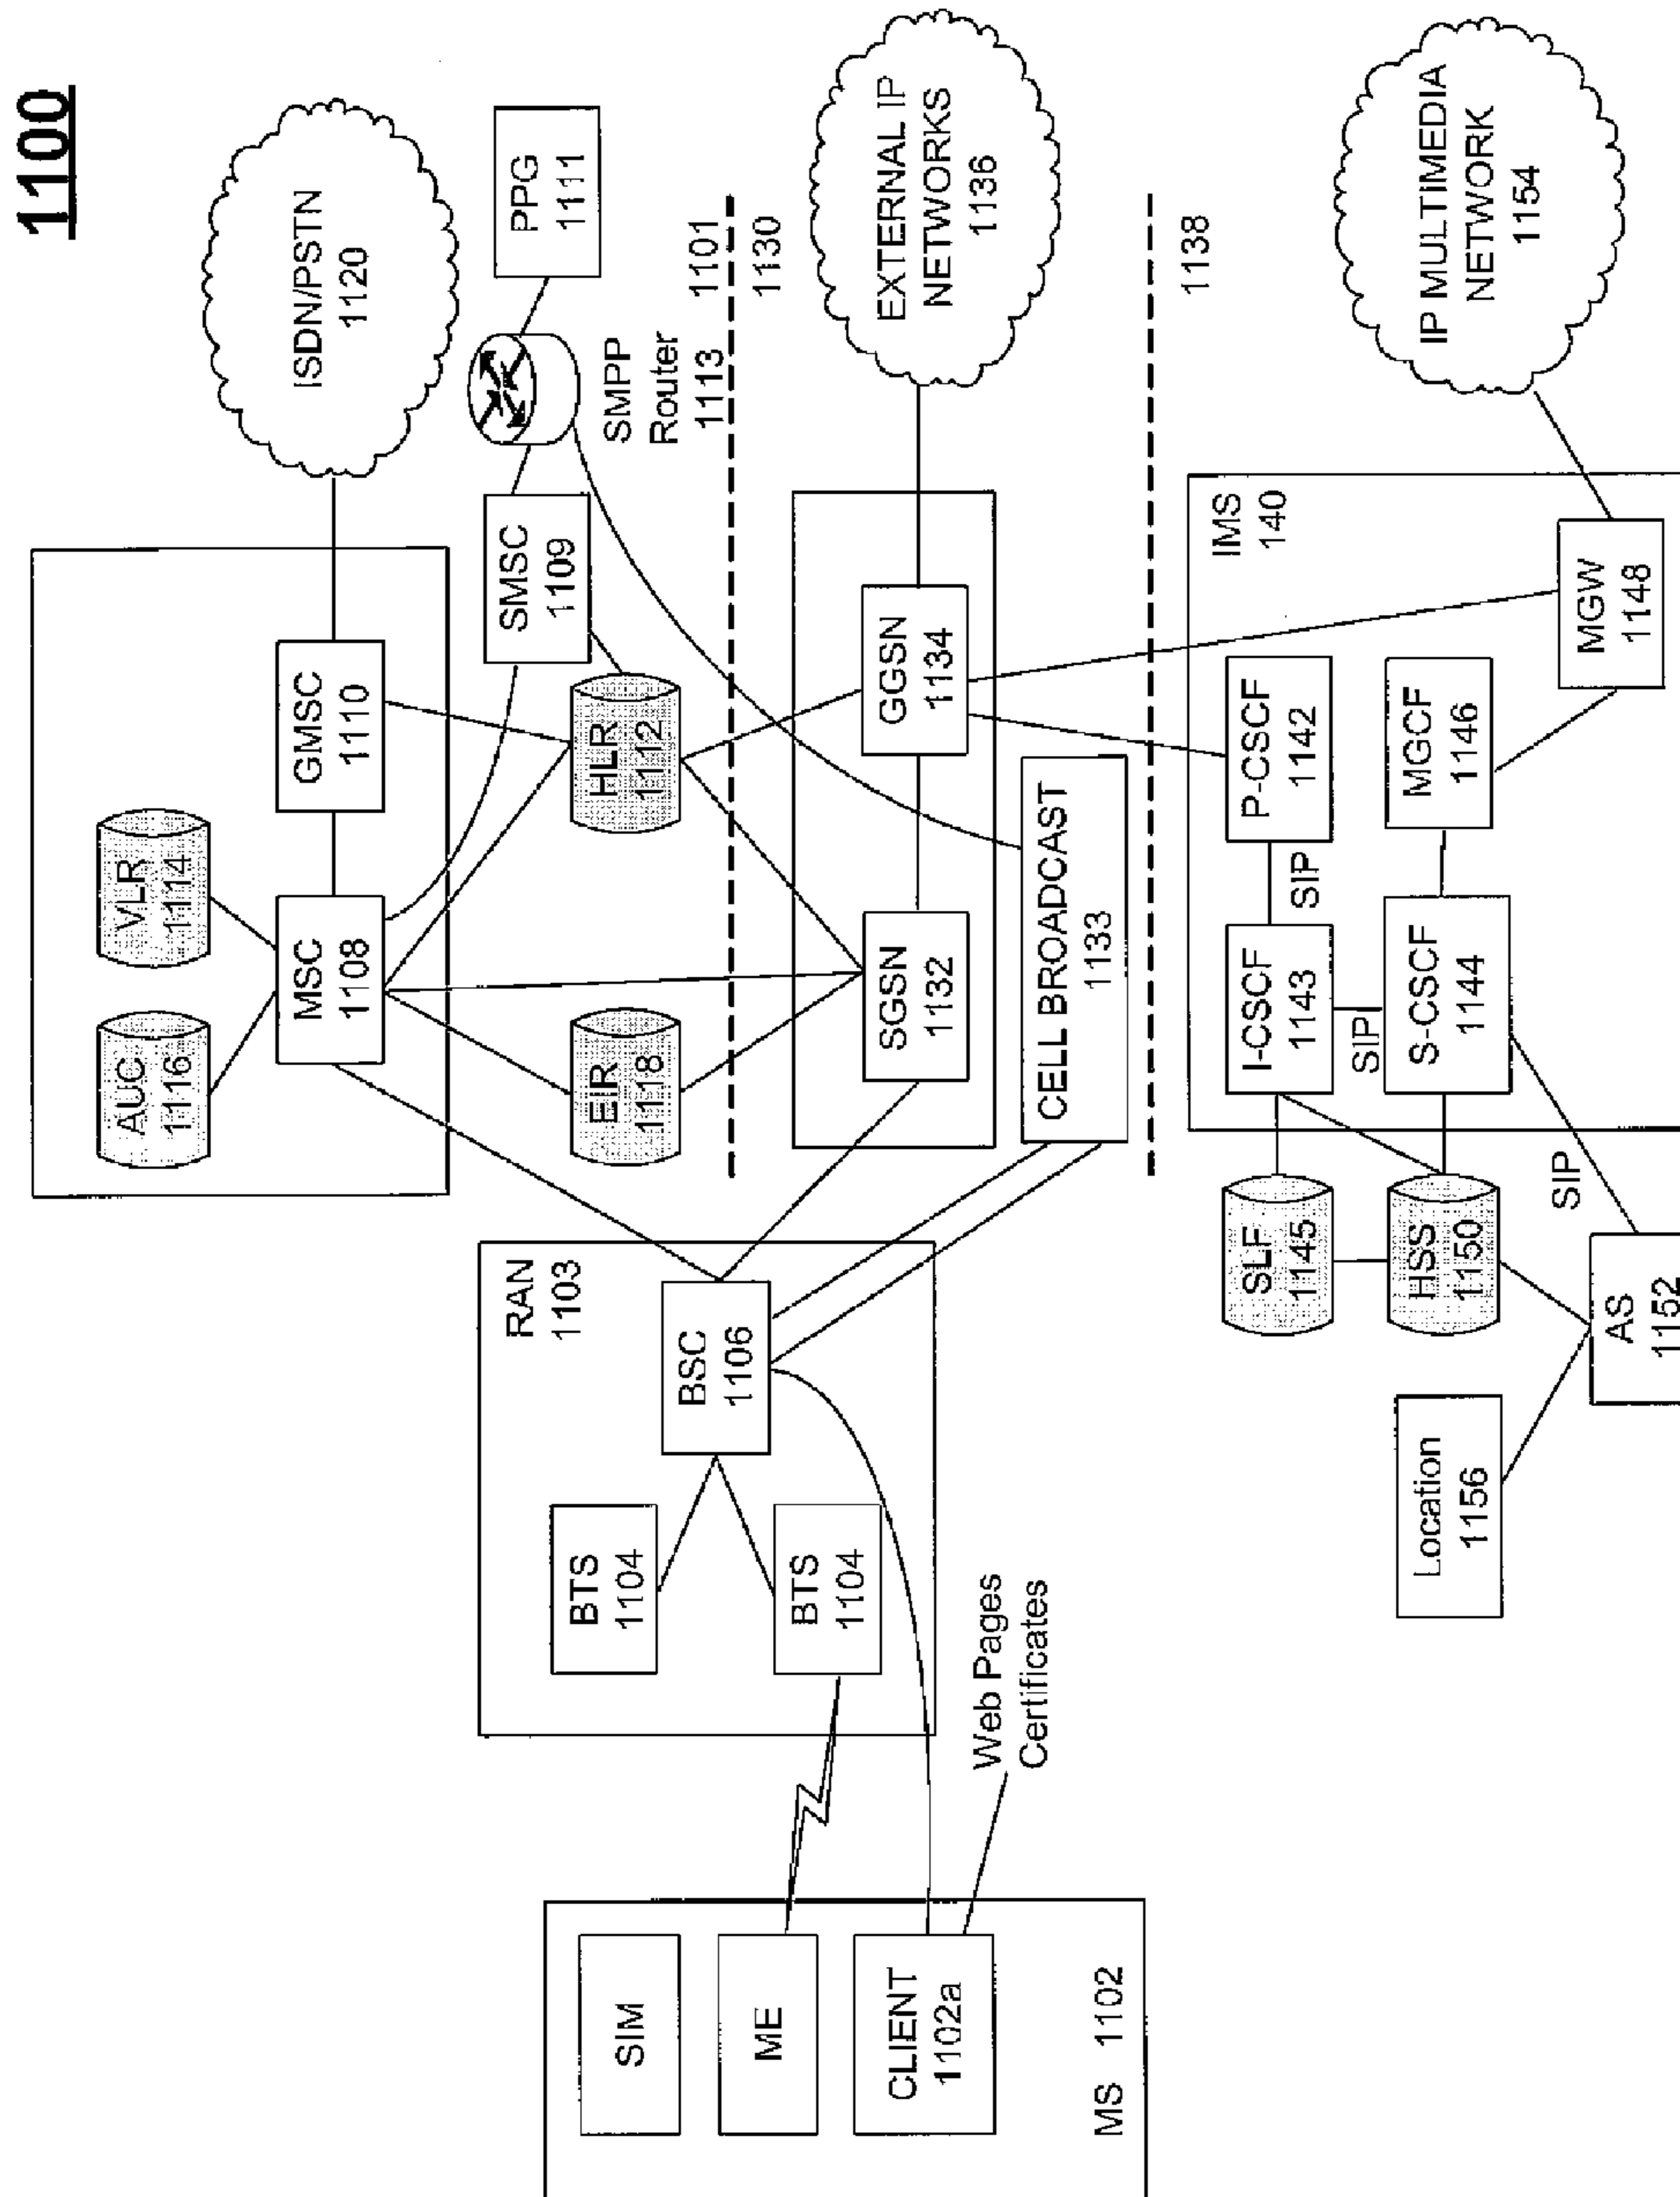 1100
ISDN/PSTN
1120
PPG
1111
SMPP
Router
1113
1101
1130
AUC
1116
VLR
1114
MSC
1108
GMSC
1110
SMSC
1109
EIR
1118
HLR
1112
EXTERNAL IP
NETWORKS
1136
SGSN
1132
GGSN
1134
CELL BROADCAST
1133
1138
RAN
1103
BTS
1104
BTS
1104
BSC
1106
SIM
ME
CLIENT
1102a
MS 1102
Web Pages
Certificates
IMS
140
P-CSCF
1142
SIP
I-CSCF
1143
SIP
S-CSCF
1144
MGCF
1146
MGW
1148
IP MULTIMEDIA
NETWORK
1154
SLF
1145
HSS
1150
SIP
AS
1152
Location
1156